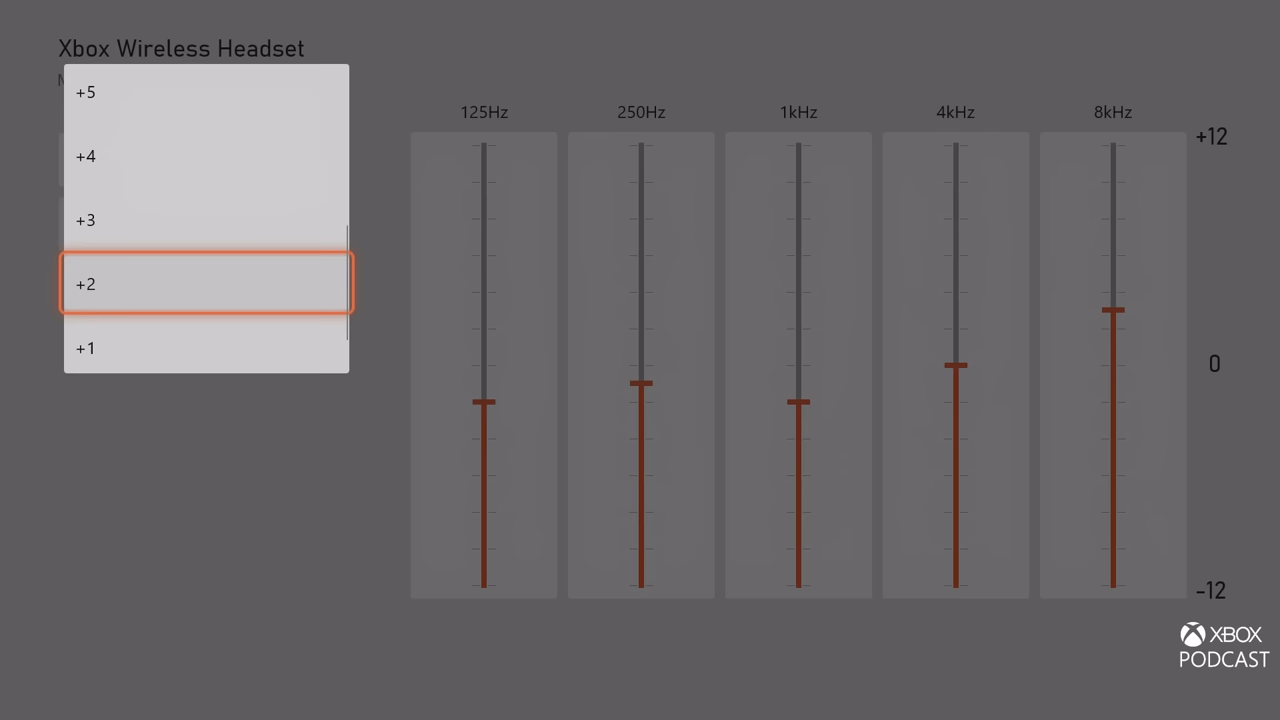 Xbox Wireless Headset
+5
+4
+3
+2
+1
125Hz
250Hz
1kHz
4kHz
8kHz
+12
0
-12
XBOX
PODCAST